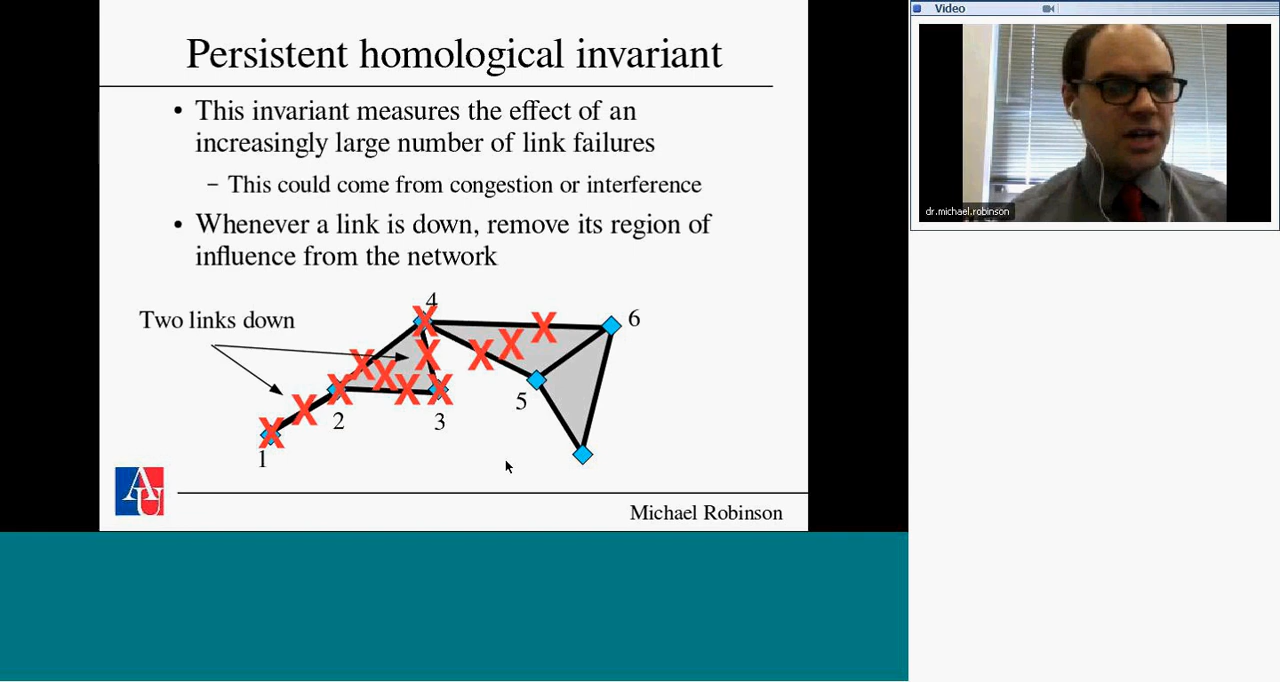 Persistent homological invariant
• This invariant measures the effect of an
increasingly large number of link failures
– This could come from congestion or interference
• Whenever a link is down, remove its region of
influence from the network
Two links down
4
6
5
2
3
1
AU
Michael Robinson
Video
dr.michael.robinson